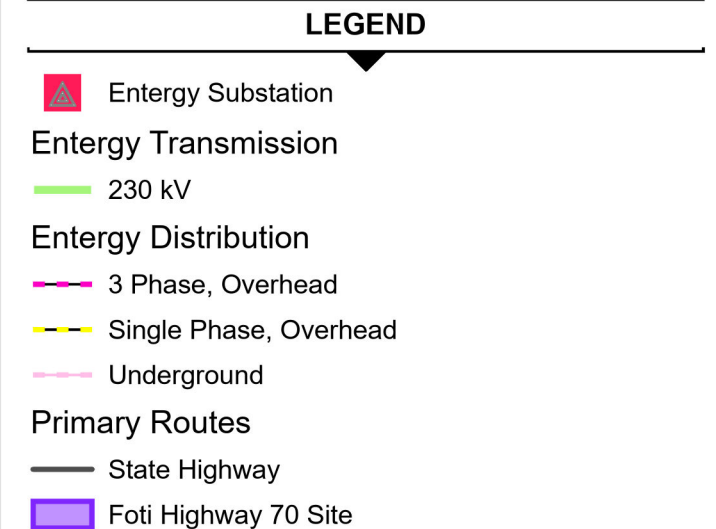 LEGEND
Entergy Substation
Entergy Transmission
230 kV
Entergy Distribution
3 Phase, Overhead
Single Phase, Overhead
Underground
Primary Routes
State Highway
Foti Highway 70 Site